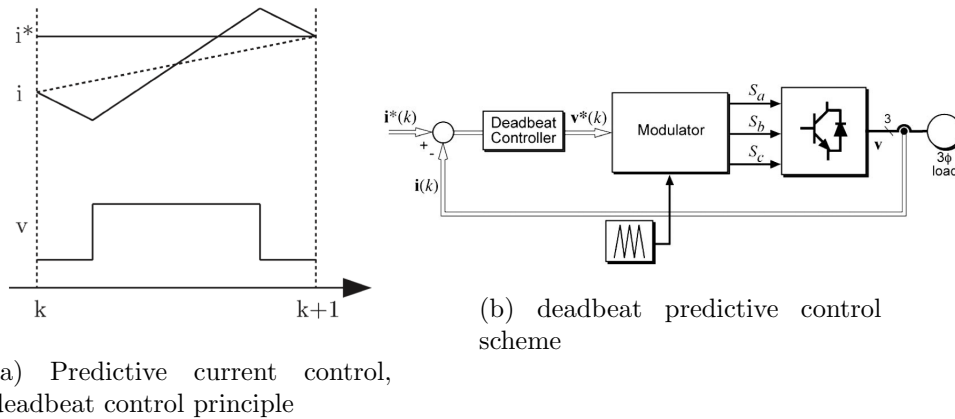 i*
i
v
k
k+1
a) Predictive current control,
deadbeat control principle
i*(k)
+
-
i(k)
Deadbeat
Controller
v*(k)
Modulator
Sa
Sb
Sc
3
v
3ϕ
load
(b) deadbeat predictive control
scheme